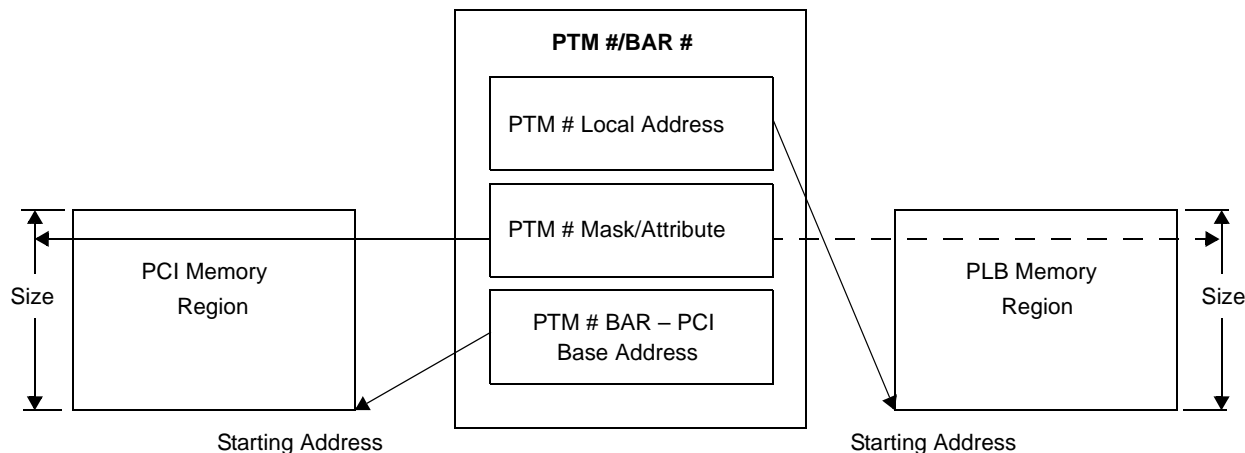 PTM #/BAR #
PTM # Local Address
PTM # Mask/Attribute
PCI Memory
Region
PLB Memory
Region
Size
Size
PTM # BAR – PCI
Base Address
Starting Address
Starting Address